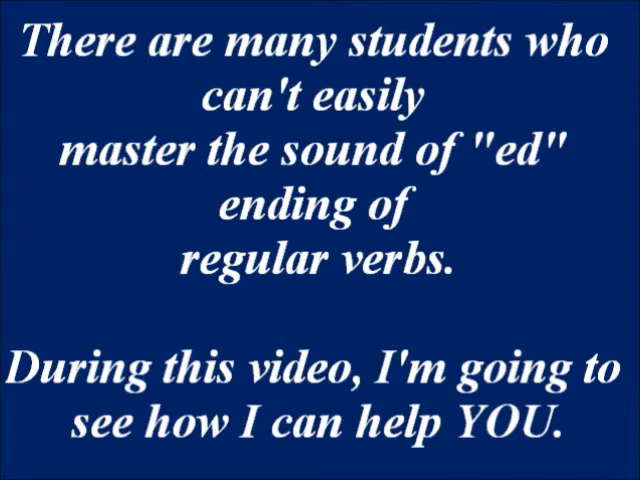 There are many students who
can't easily
master the sound of "ed"
ending of
regular verbs.
During this video, I'm going to
see how I can help YOU.